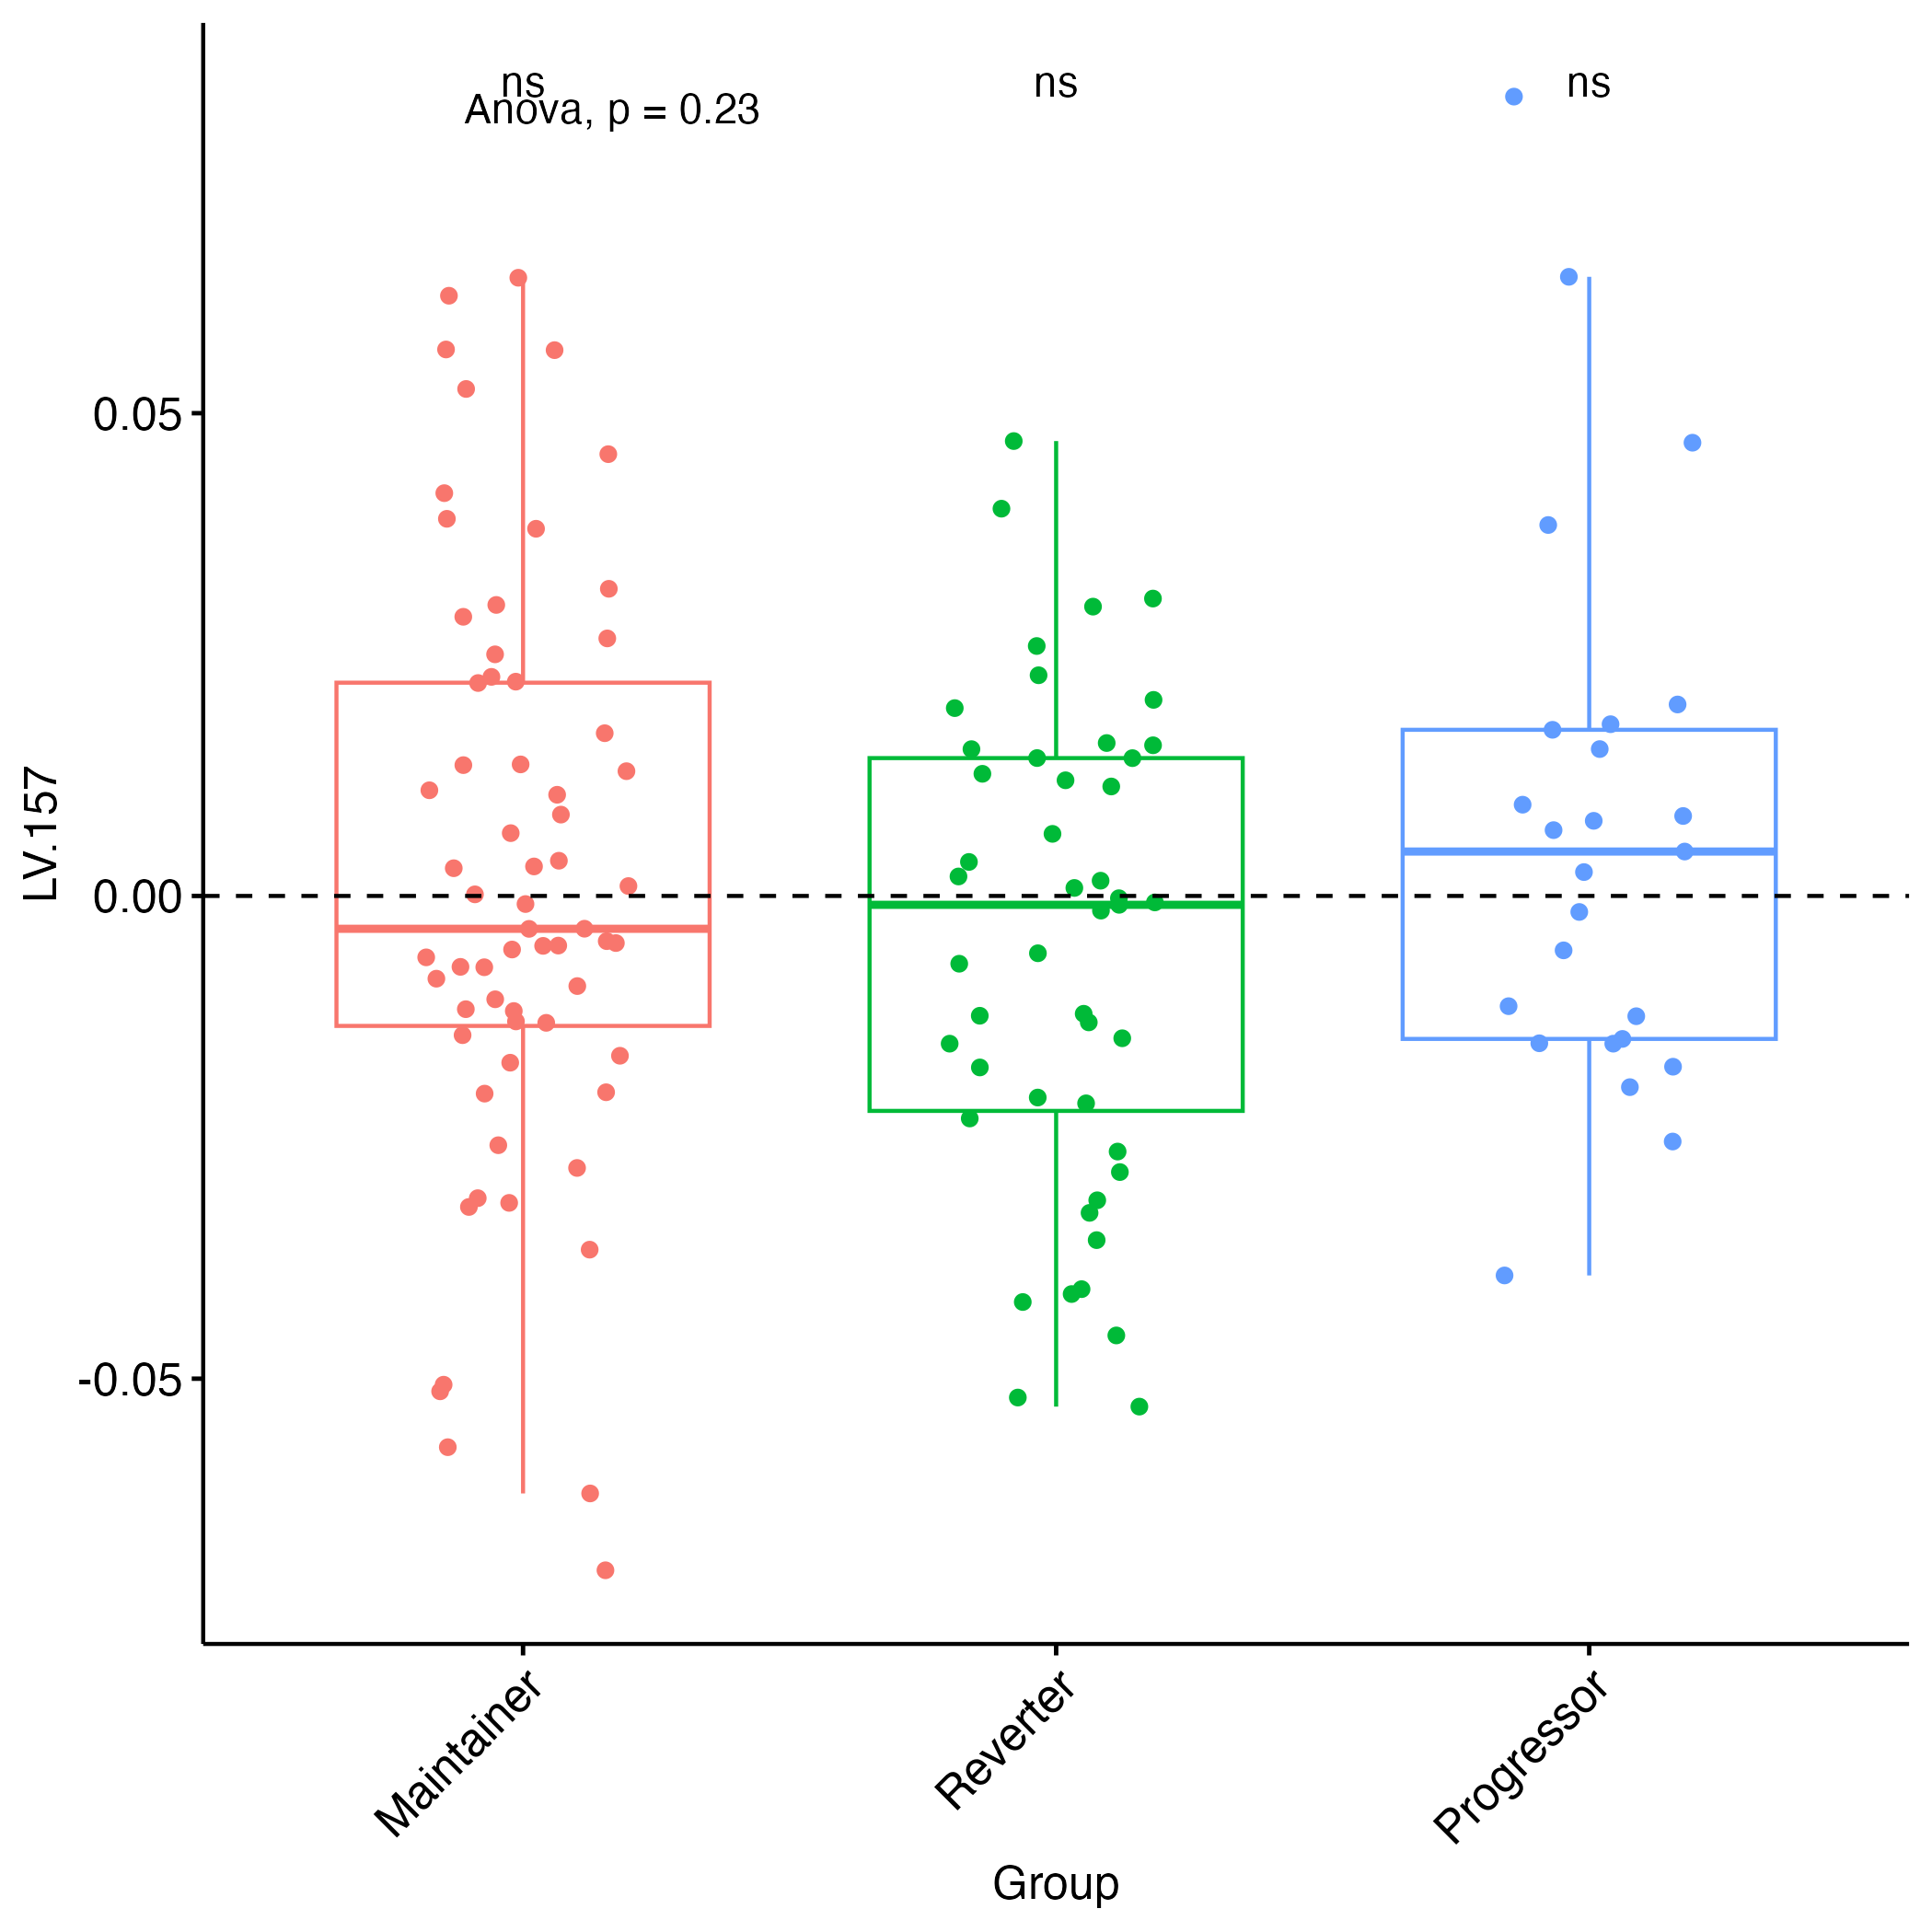 ns
ns
ns
Anova, p = 0.23
0.05
0.00
-0.05
LV.157
Maintainer
Reverter
Progressor
Group